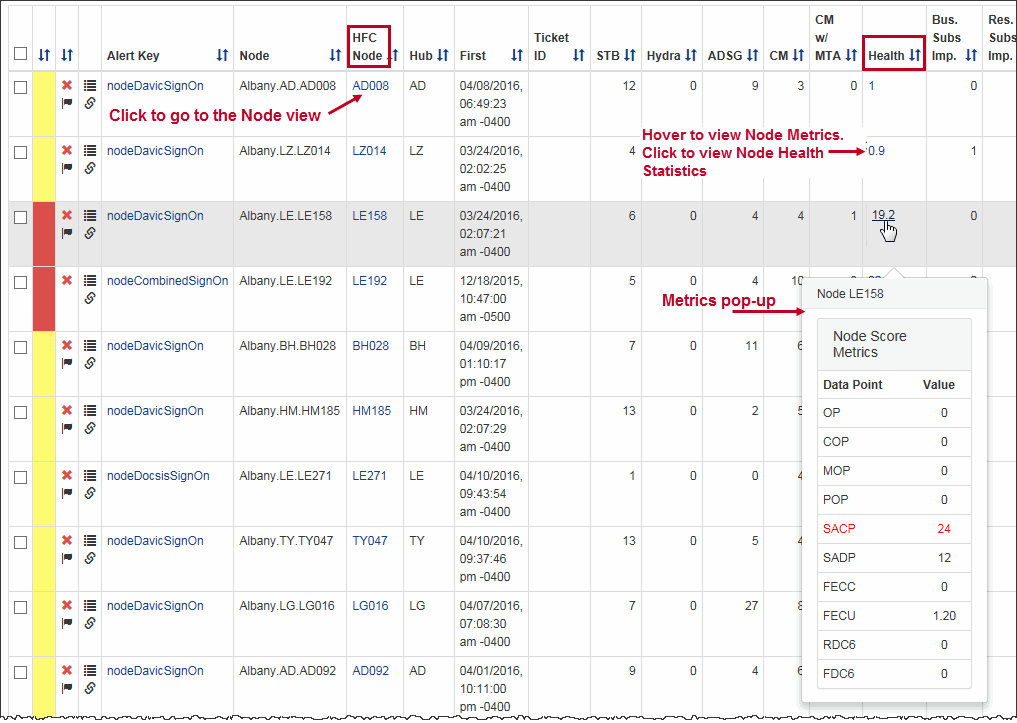 CM Bus. Res.
HFC Ticket w/ Subs Subs
Alert Key Node Node Hub First ID STB Hydra ADSG CM MTA Health Imp. Imp.
nodeDavicSignOn Albany.AD.AD008 AD008 AD 04/08/2016, 12 0 9 3 0 1 0
06:49:23
am -0400
Click to go to the Node view
Hover to view Node Metrics.
Click to view Node Health
Statistics
nodeDavicSignOn Albany.LZ.LZ014 LZ014 LZ 03/24/2016, 4 0.9 1
02:02:25
am -0400
nodeDavicSignOn Albany.LE.LE158 LE158 LE 03/24/2016, 6 0 4 4 1 19.2 0
02:07:21
am -0400
nodeCombinedSignOn Albany.LE.LE192 LE192 LE 12/18/2015, 5 0 4
10:47:00
am -0500
Metrics pop-up
nodeDavicSignOn Albany.BH.BH028 BH028 BH 04/09/2016, 7 0 11
01:10:17
pm -0400
nodeDavicSignOn Albany.HM.HM185 HM185 HM 03/24/2016, 13 0 2
02:07:29
am -0400
nodeDocsisSignOn Albany.LE.LE271 LE271 LE 04/10/2016, 1 0 0
09:43:54
am -0400
nodeDavicSignOn Albany.TY.TY047 TY047 TY 04/10/2016, 13 0 5
09:37:46
pm -0400
nodeDavicSignOn Albany.LG.LG016 LG016 LG 04/07/2016, 7 0 27
07:08:30
am -0400
nodeDavicSignOn Albany.AD.AD092 AD092 AD 04/01/2016, 9 0 4
10:11:00
pm -0400
Node LE158
Node Score
Metrics
Data Point Value
OP 0
COP 0
MOP 0
POP 0
SACP 24
SADP 12
FECC 0
FECU 1.20
RDC6 0
FDC6 0